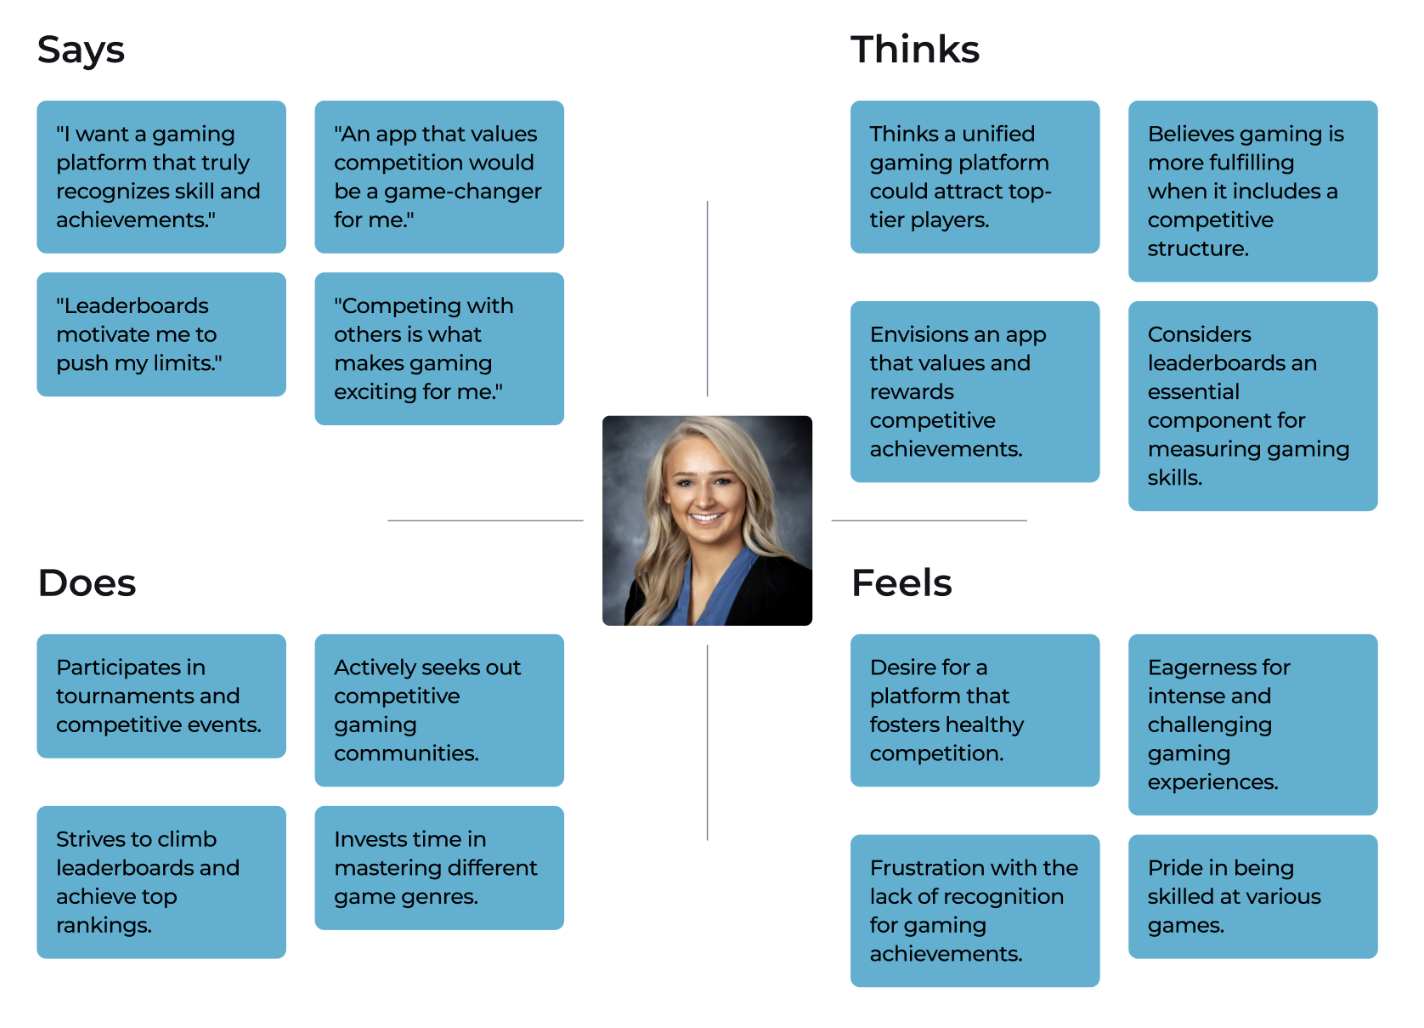 Says
"I want a gaming
platform that truly
recognizes skill and
achievements."
"An app that values
competition would
be a game-changer
for me."
"Leaderboards
motivate me to
push my limits."
"Competing with
others is what
makes gaming
exciting for me."
Thinks
Thinks a unified
gaming platform
could attract top-
tier players.
Believes gaming is
more fulfilling
when it includes a
competitive
structure.
Envisions an app
that values and
rewards
competitive
achievements.
Considers
leaderboards an
essential
component for
measuring gaming
skills.
Does
Participates in
tournaments and
competitive events.
Actively seeks out
competitive
gaming
communities.
Strives to climb
leaderboards and
achieve top
rankings.
Invests time in
mastering different
game genres.
Feels
Desire for a
platform that
fosters healthy
competition.
Eagerness for
intense and
challenging
gaming
experiences.
Frustration with the
lack of recognition
for gaming
achievements.
Pride in being
skilled at various
games.